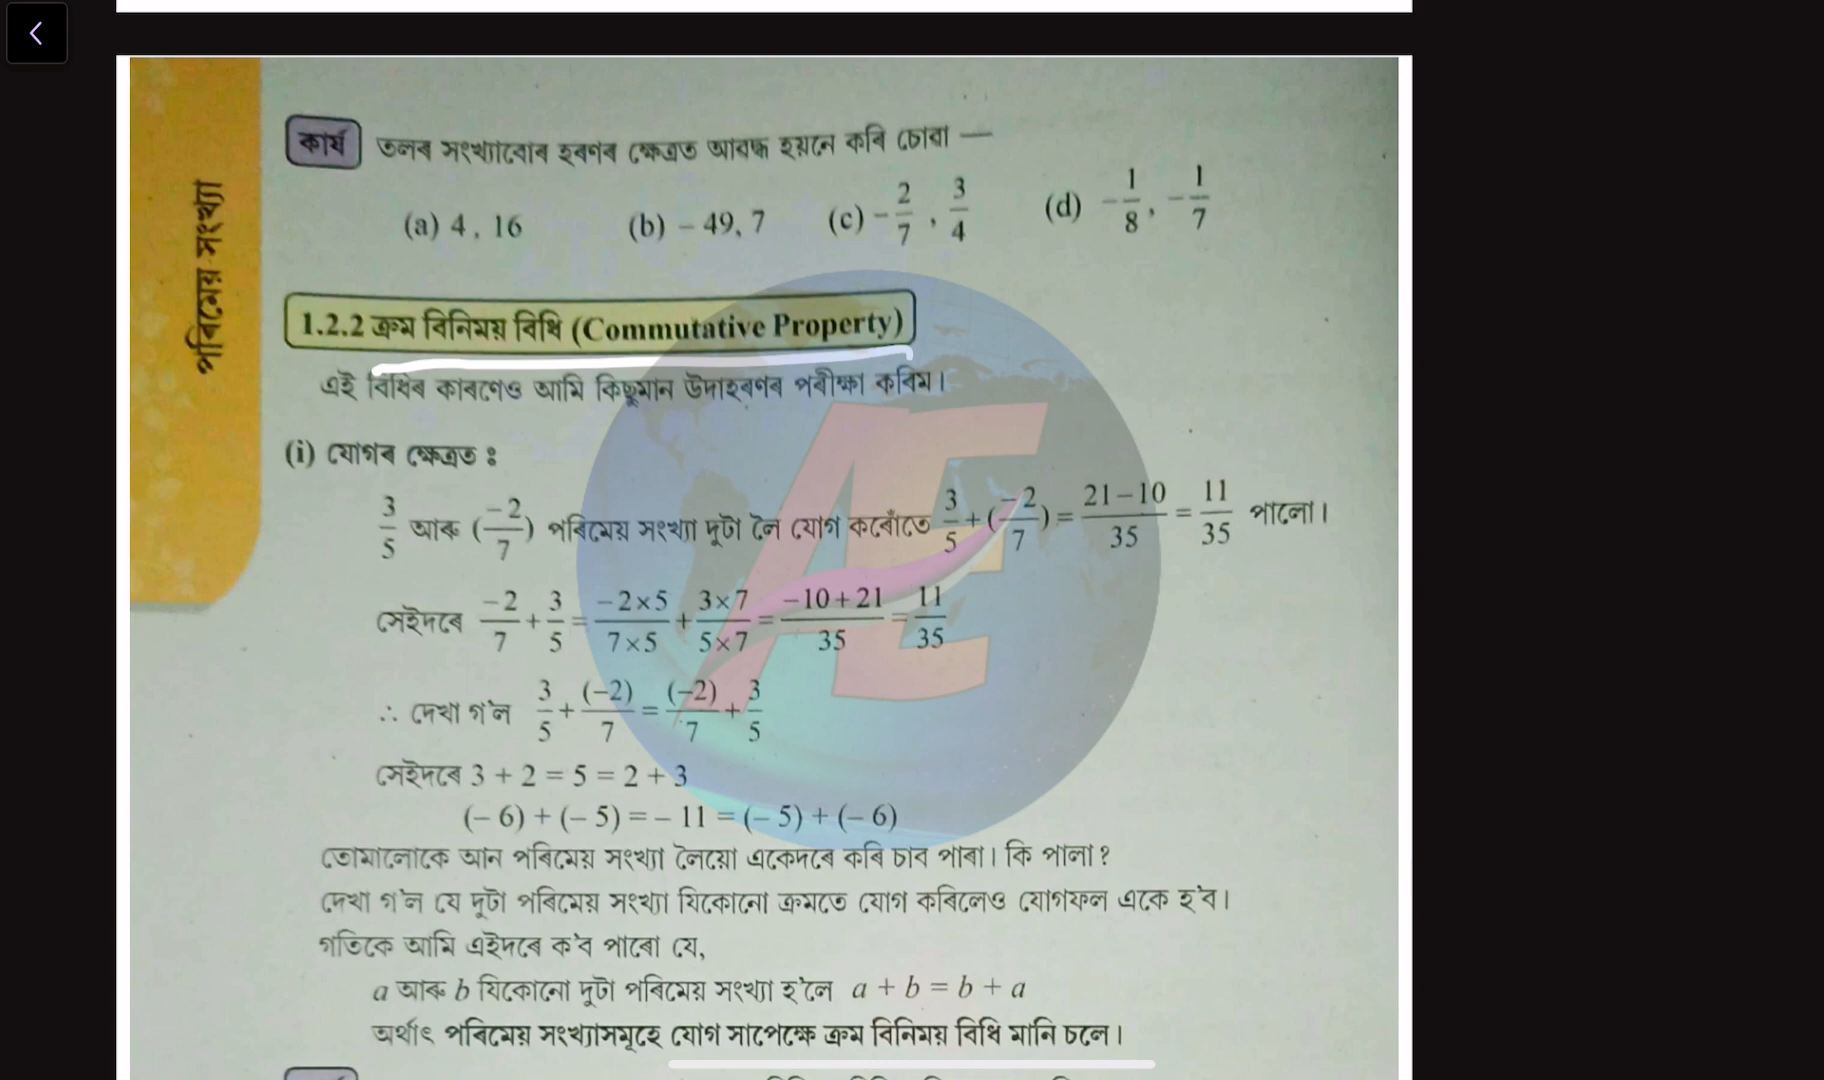 কাৰ্য তলৰ সংখ্যাবোৰ হৰণৰ ক্ষেত্ৰত আবদ্ধ হয়নে কৰি চোৱা —
(a) 4, 16 (b) – 49, 7 (c) –2/7, 3/4 (d) –1/8, –1/7
পৰিমেয় সংখ্যা
1.2.2 ক্ৰম বিনিময় বিধি (Commutative Property)
এই বিধিৰ কাৰণেও আমি কিছুমান উদাহৰণৰ পৰীক্ষা কৰিম।
(i) যোগৰ ক্ষেত্ৰত ঃ
3/5 আৰু (–2/7) পৰিমেয় সংখ্যা দুটা লৈ যোগ কৰোঁতে 3/5 + (–2/7) = 21–10/35 = 11/35 পালো।
সেইদৰে –2/7 + 3/5 = –2×5/7×5 + 3×7/5×7 = –10+21/35 = 11/35
∴ দেখা গ'ল 3/5 + (–2)/7 = (–2)/7 + 3/5
সেইদৰে 3 + 2 = 5 = 2 + 3
(– 6) + (– 5) = – 11 = (– 5) + (– 6)
তোমালোকে আন পৰিমেয় সংখ্যা লৈয়ো একেদৰে কৰি চাব পাৰা। কি পালা?
দেখা গ'ল যে দুটা পৰিমেয় সংখ্যা যিকোনো ক্ৰমতে যোগ কৰিলেও যোগফল একে হ'ব।
গতিকে আমি এইদৰে ক'ব পাৰো যে,
a আৰু b যিকোনো দুটা পৰিমেয় সংখ্যা হ'লে a + b = b + a
অৰ্থাৎ পৰিমেয় সংখ্যাসমূহে যোগ সাপেক্ষে ক্ৰম বিনিময় বিধি মানি চলে।